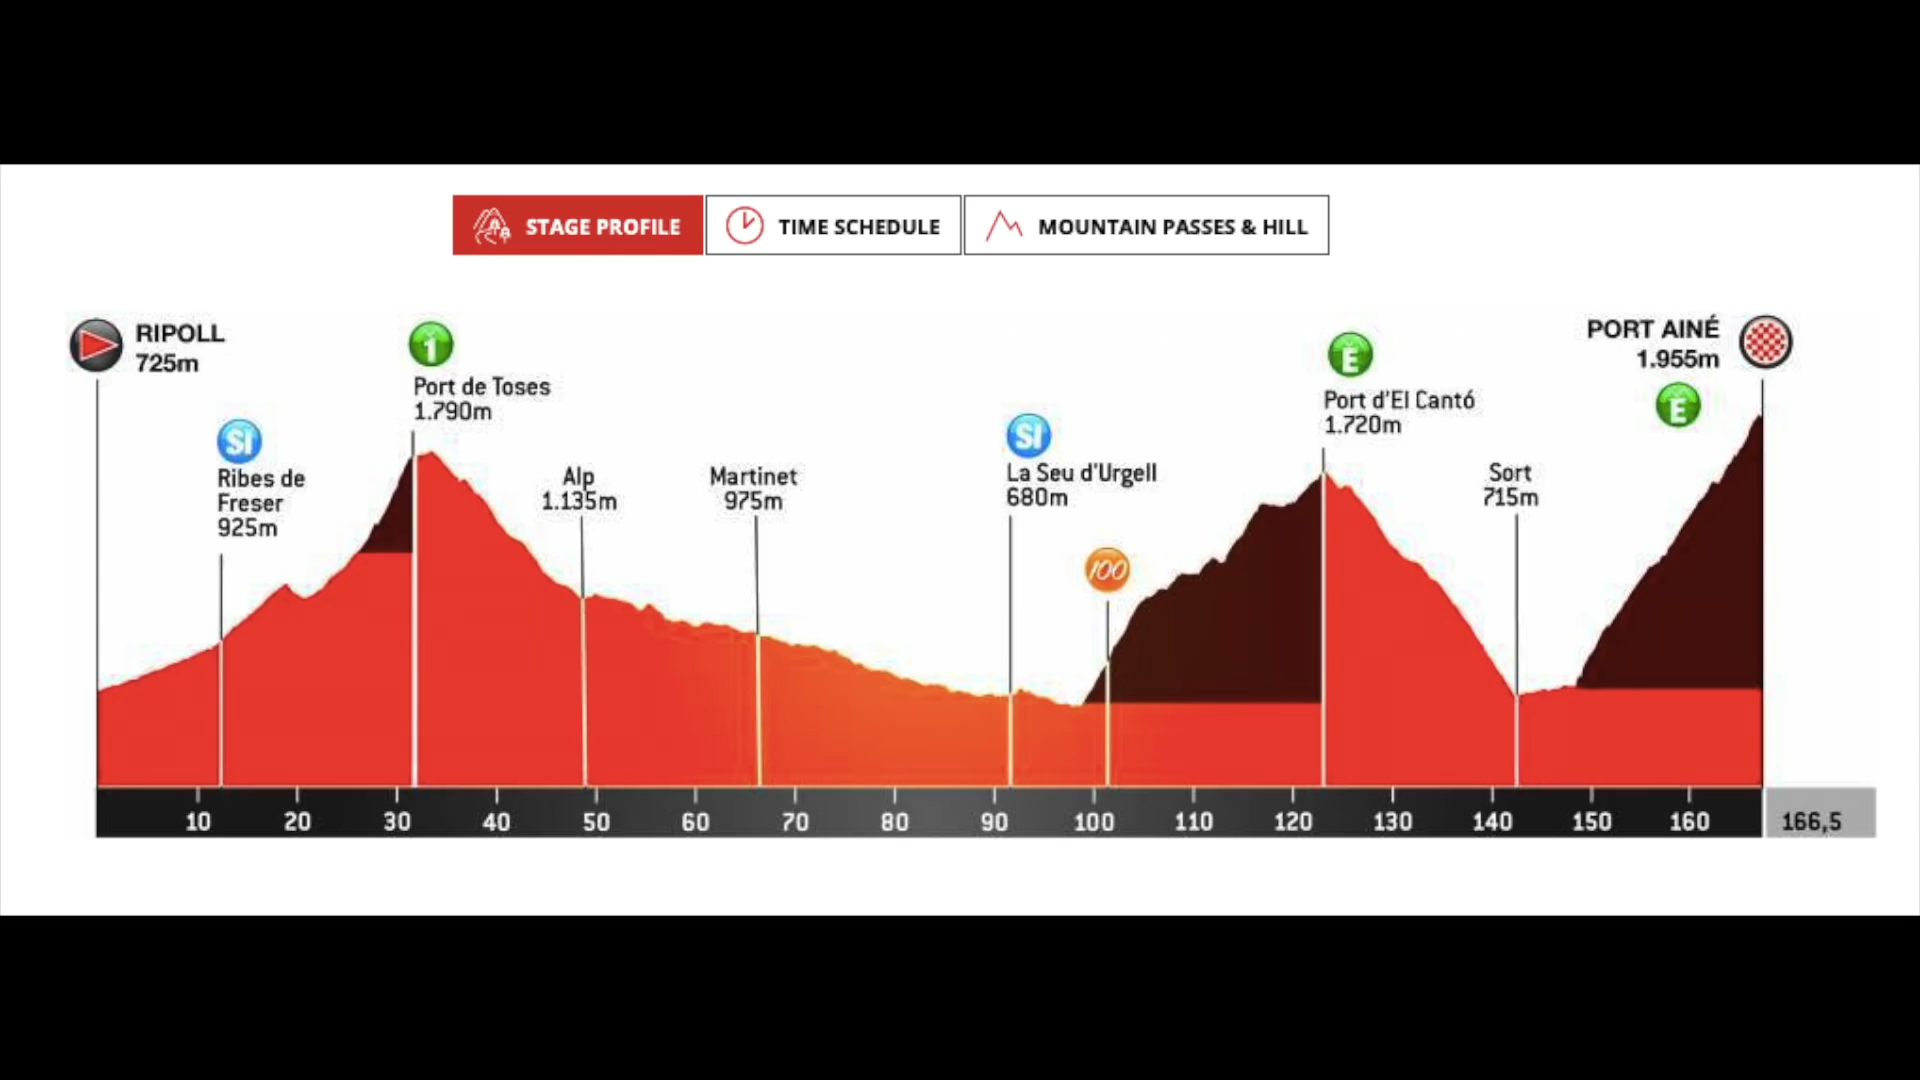 STAGE PROFILE
TIME SCHEDULE
MOUNTAIN PASSES & HILL
RIPOLL
725m
SI
Ribes de
Freser
925m
1
Port de Toses
1.790m
Alp
1.135m
Martinet
975m
SI
La Seu d'Urgell
680m
100
E
Port d'El Cantó
1.720m
Sort
715m
PORT AINÉ
1.955m
E
10 20 30 40 50 60 70 80 90 100 110 120 130 140 150 160 166,5